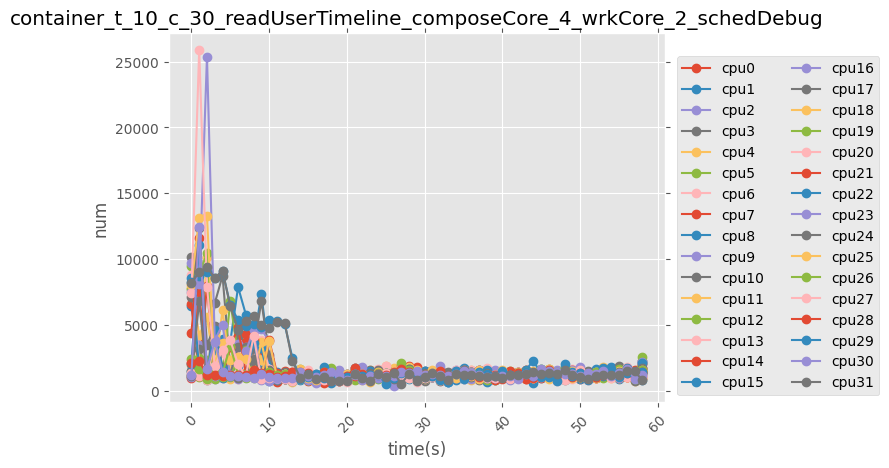 container_t_10_c_30_readUserTimeline_composeCore_4_wrkCore_2_schedDebug
25000
20000
15000
10000
5000
0
num
0 10 20 30 40 50 60
time(s)
cpu0 cpu16
cpu1 cpu17
cpu2 cpu18
cpu3 cpu19
cpu4 cpu20
cpu5 cpu21
cpu6 cpu22
cpu7 cpu23
cpu8 cpu24
cpu9 cpu25
cpu10 cpu26
cpu11 cpu27
cpu12 cpu28
cpu13 cpu29
cpu14 cpu30
cpu15 cpu31